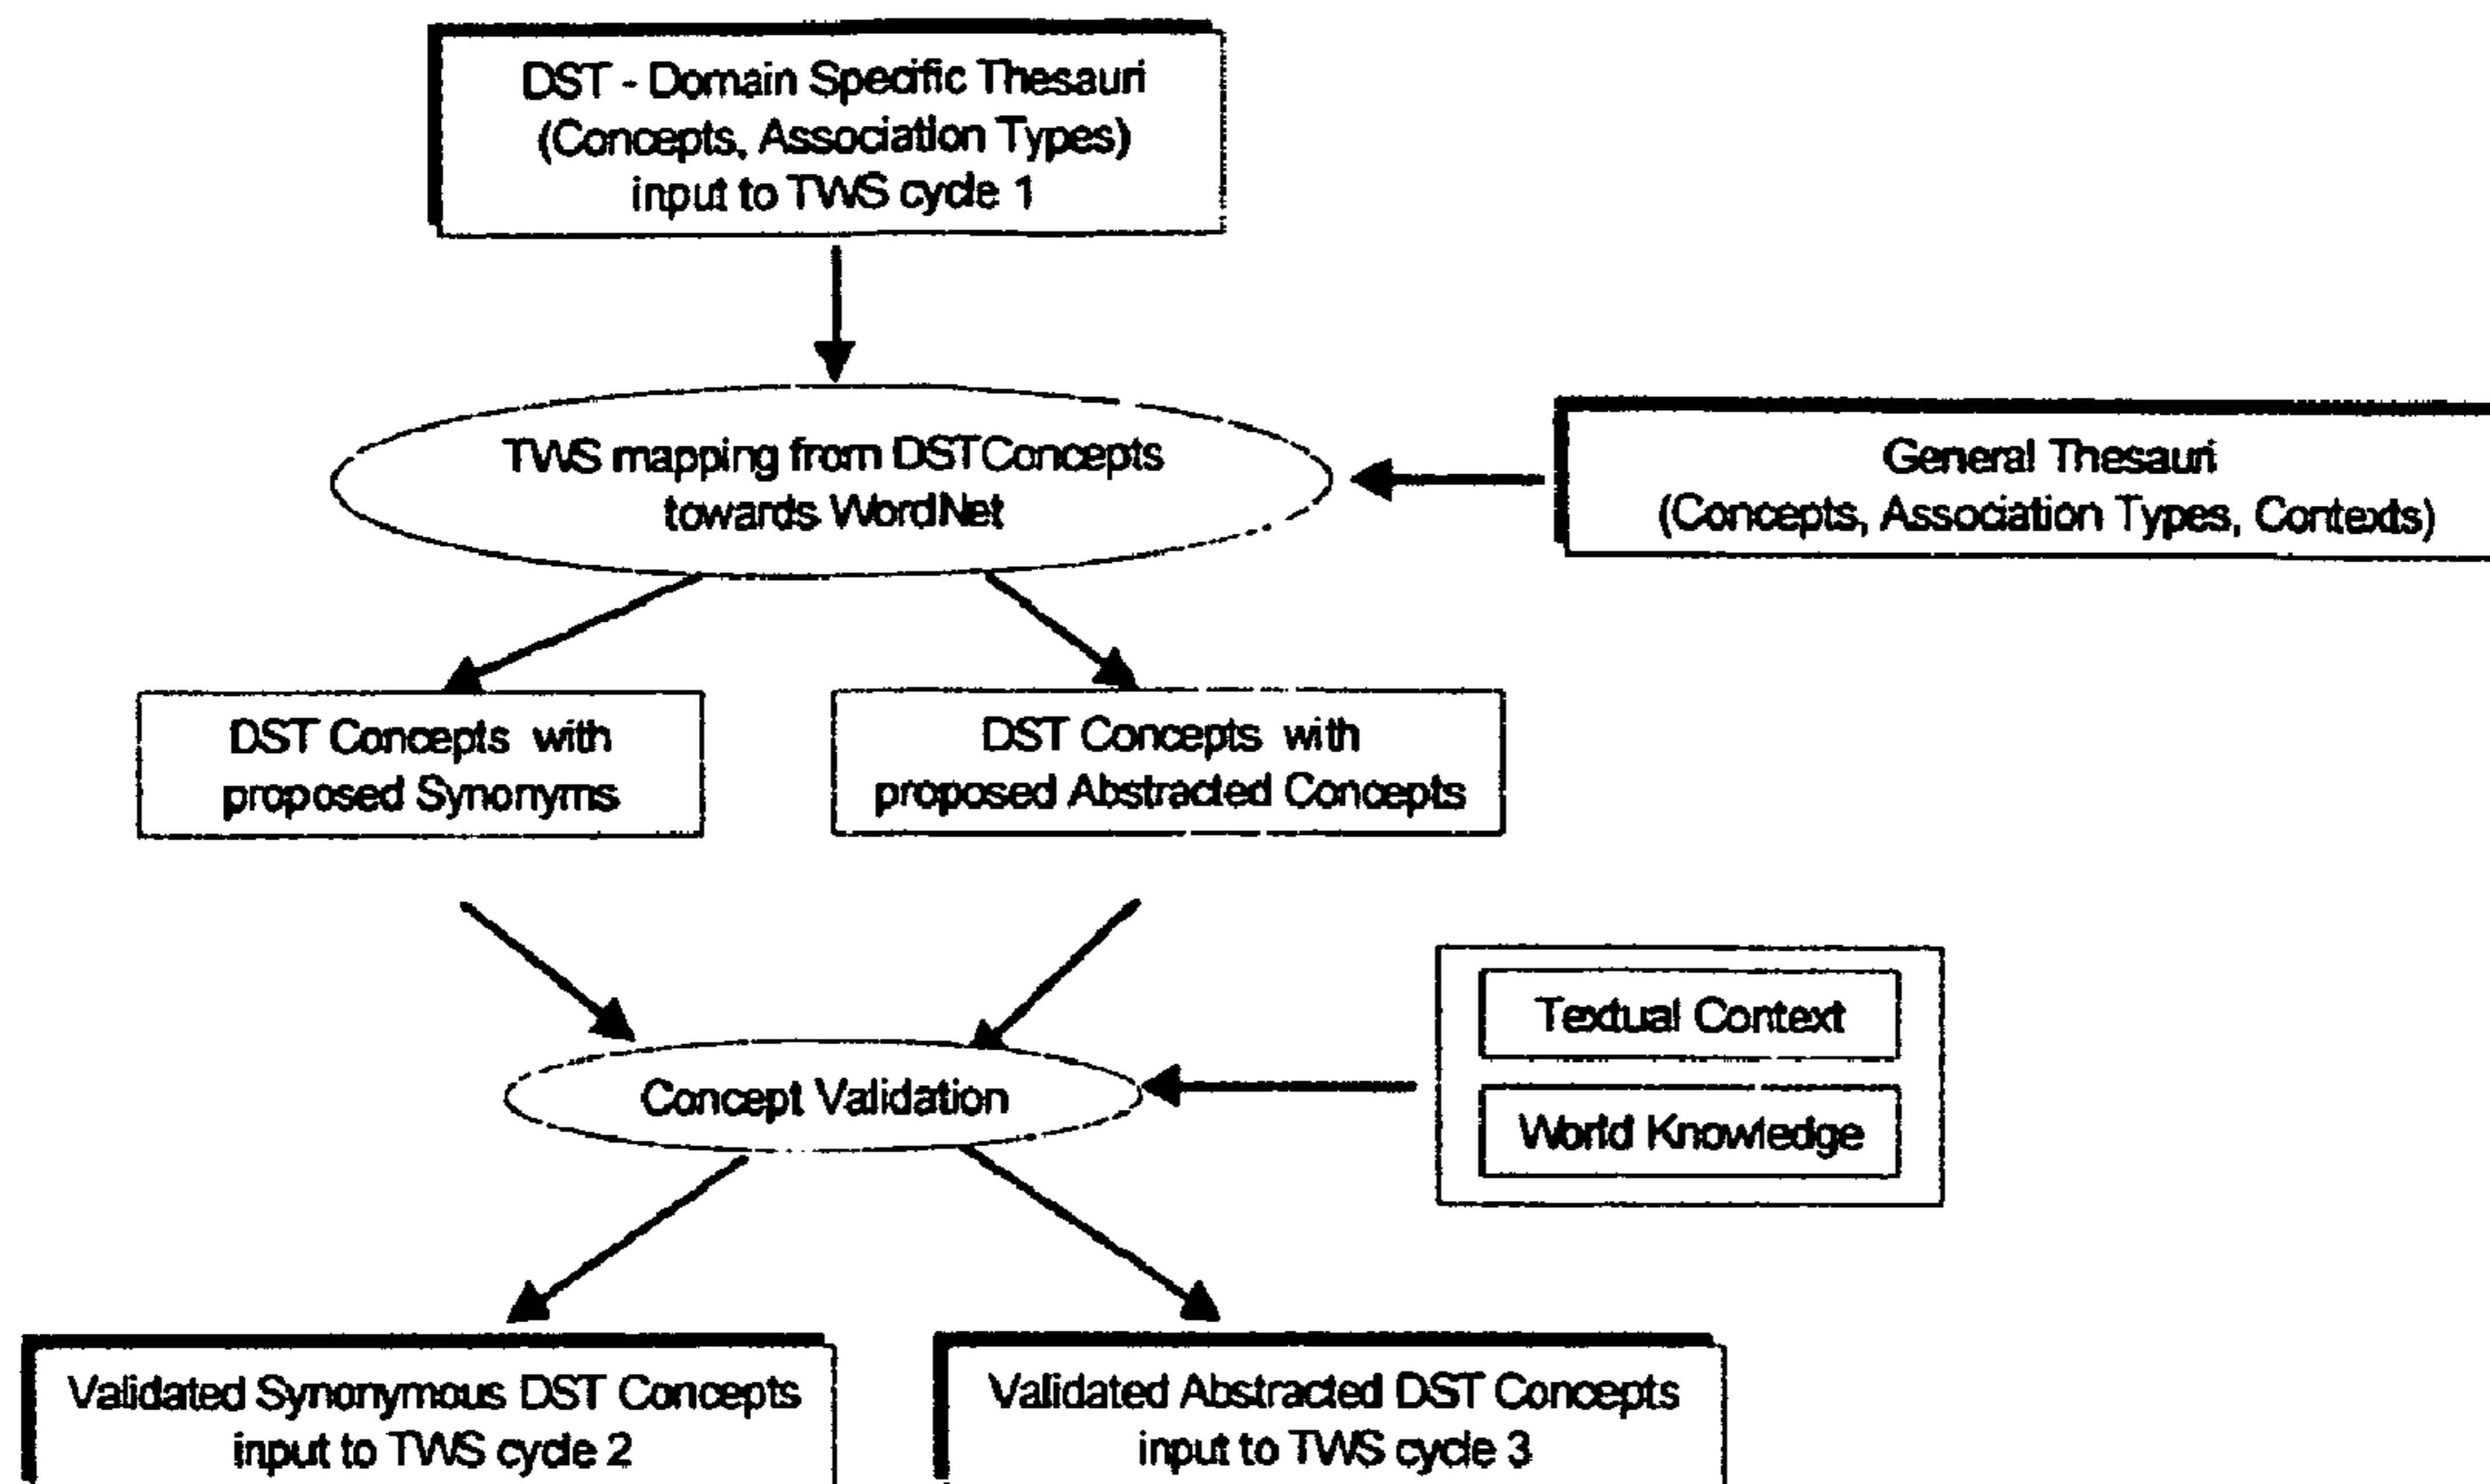 DST - Domain Specific Thesauri
(Concepts, Association Types)
input to TWS cycle 1
TWS mapping from DSTConcepts
towards WordNet
General Thesauri
(Concepts, Association Types, Contexts)
DST Concepts with
proposed Synonyms
DST Concepts with
proposed Abstracted Concepts
Textual Context
Concept Validation
World Knowledge
Validated Synonymous DST Concepts
input to TWS cycle 2
Validated Abstracted DST Concepts
input to TWS cycle 3